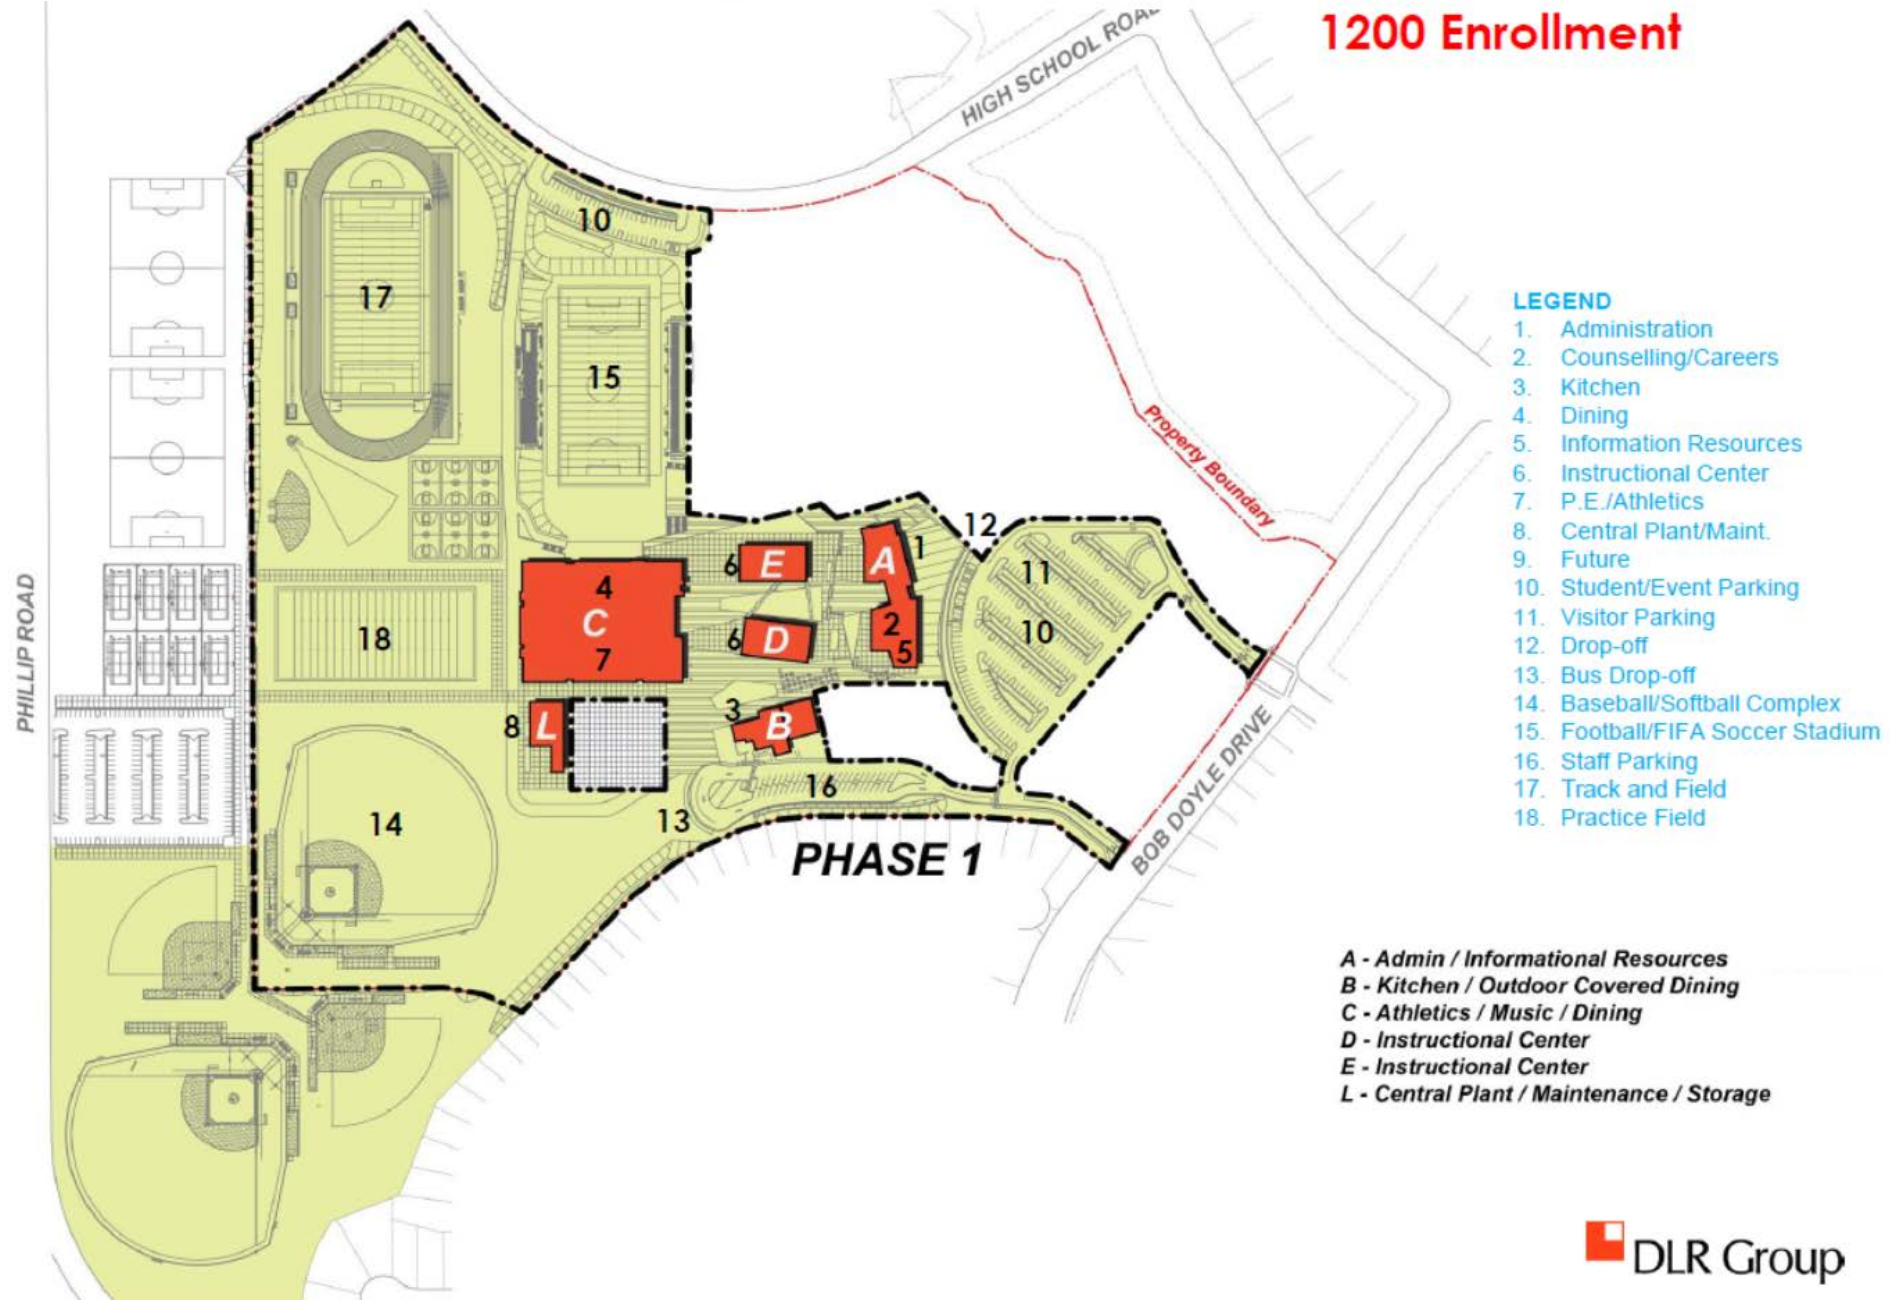 1200 Enrollment
HIGH SCHOOL ROAD
10
17
15
Property Boundary
LEGEND
1. Administration
2. Counselling/Careers
3. Kitchen
4. Dining
5. Information Resources
6. Instructional Center
7. P.E./Athletics
8. Central Plant/Maint.
9. Future
10. Student/Event Parking
11. Visitor Parking
12. Drop-off
13. Bus Drop-off
14. Baseball/Softball Complex
15. Football/FIFA Soccer Stadium
16. Staff Parking
17. Track and Field
18. Practice Field
12
1
A
6 E
11
4
C
7
2
5
6 D
10
18
PHILLIP ROAD
8 L
3 B
16
13
14
BOB DOYLE DRIVE
PHASE 1
A - Admin / Informational Resources
B - Kitchen / Outdoor Covered Dining
C - Athletics / Music / Dining
D - Instructional Center
E - Instructional Center
L - Central Plant / Maintenance / Storage
DLR Group